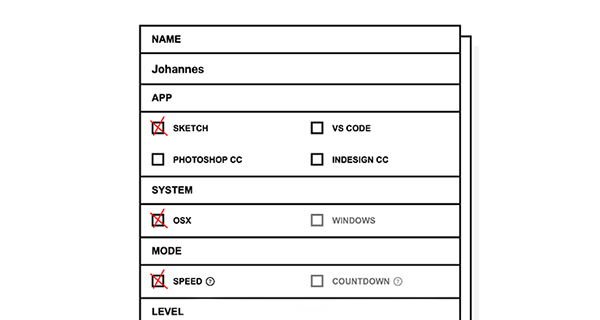 NAME
Johannes
APP
SKETCH VS CODE
PHOTOSHOP CC INDESIGN CC
SYSTEM
OSX WINDOWS
MODE
SPEED ? COUNTDOWN ?
LEVEL